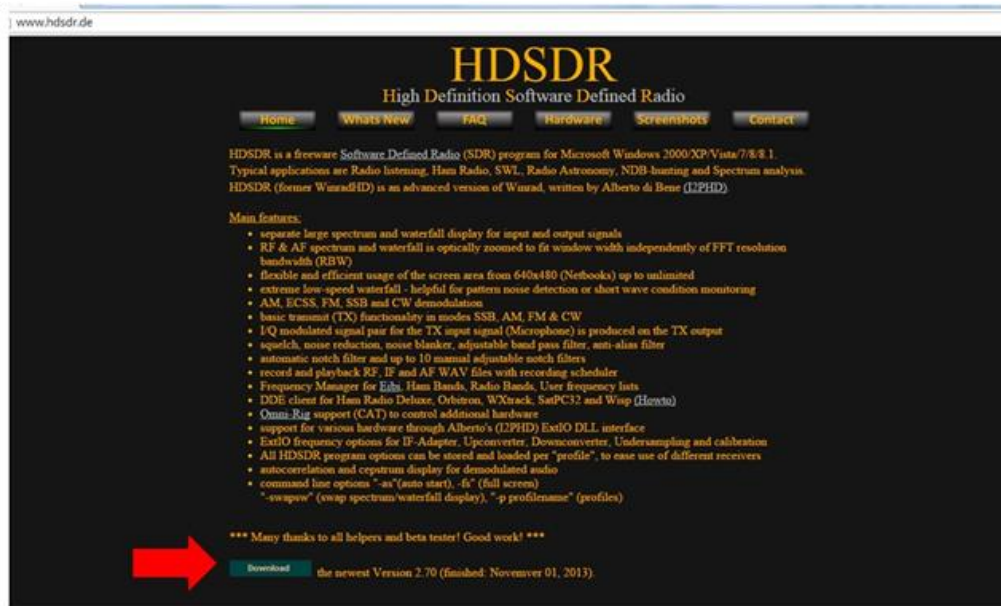 www.hdsdr.de
HDSDR
High Definition Software Defined Radio
Home Whats New FAQ Hardware Screenshots Contact
HDSDR is a freeware Software Defined Radio (SDR) program for Microsoft Windows 2000/XP/Vista/7/8/8.1.
Typical applications are Radio listening, Ham Radio, SWL, Radio Astronomy, NDB-hunting and Spectrum analysis.
HDSDR (former WinradHD) is an advanced version of Winrad, written by Alberto di Bene (I2PHD).
Main features:
• separate large spectrum and waterfall display for input and output signals
• RF & AF spectrum and waterfall is optically zoomed to fit window width independently of FFT resolution
bandwidth (RBW)
• flexible and efficient usage of the screen area from 640x480 (Netbooks) up to unlimited
• extreme low-speed waterfall - helpful for pattern noise detection or short wave condition monitoring
• AM, ECSS, FM, SSB and CW demodulation
• basic transmit (TX) functionality in modes SSB, AM, FM & CW
• I/Q modulated signal pair for the TX input signal (Microphone) is produced on the TX output
• squelch, noise reduction, noise blanker, adjustable band pass filter, anti-alias filter
• automatic notch filter and up to 10 manual adjustable notch filters
• record and playback RF, IF and AF WAV files with recording scheduler
• Frequency Manager for Eibi, Ham Bands, Radio Bands, User frequency lists
• DDE client for Ham Radio Deluxe, Orbitron, WXtrack, SatPC32 and Wisp (Howto)
• Omni-Rig support (CAT) to control additional hardware
• support for various hardware through Alberto's (I2PHD) ExtIO DLL interface
• ExtIO frequency options for IF-Adapter, Upconverter, Downconverter, Undersampling and calibration
• All HDSDR program options can be stored and loaded per "profile", to ease use of different receivers
• autocorrelation and cepstrum display for demodulated audio
• command line options "-as"(auto start), -fs" (full screen)
"-swapsw" (swap spectrum/waterfall display), "-p profilename" (profiles)
*** Many thanks to all helpers and beta tester! Good work! ***
Download the newest Version 2.70 (finished: Novemver 01, 2013).